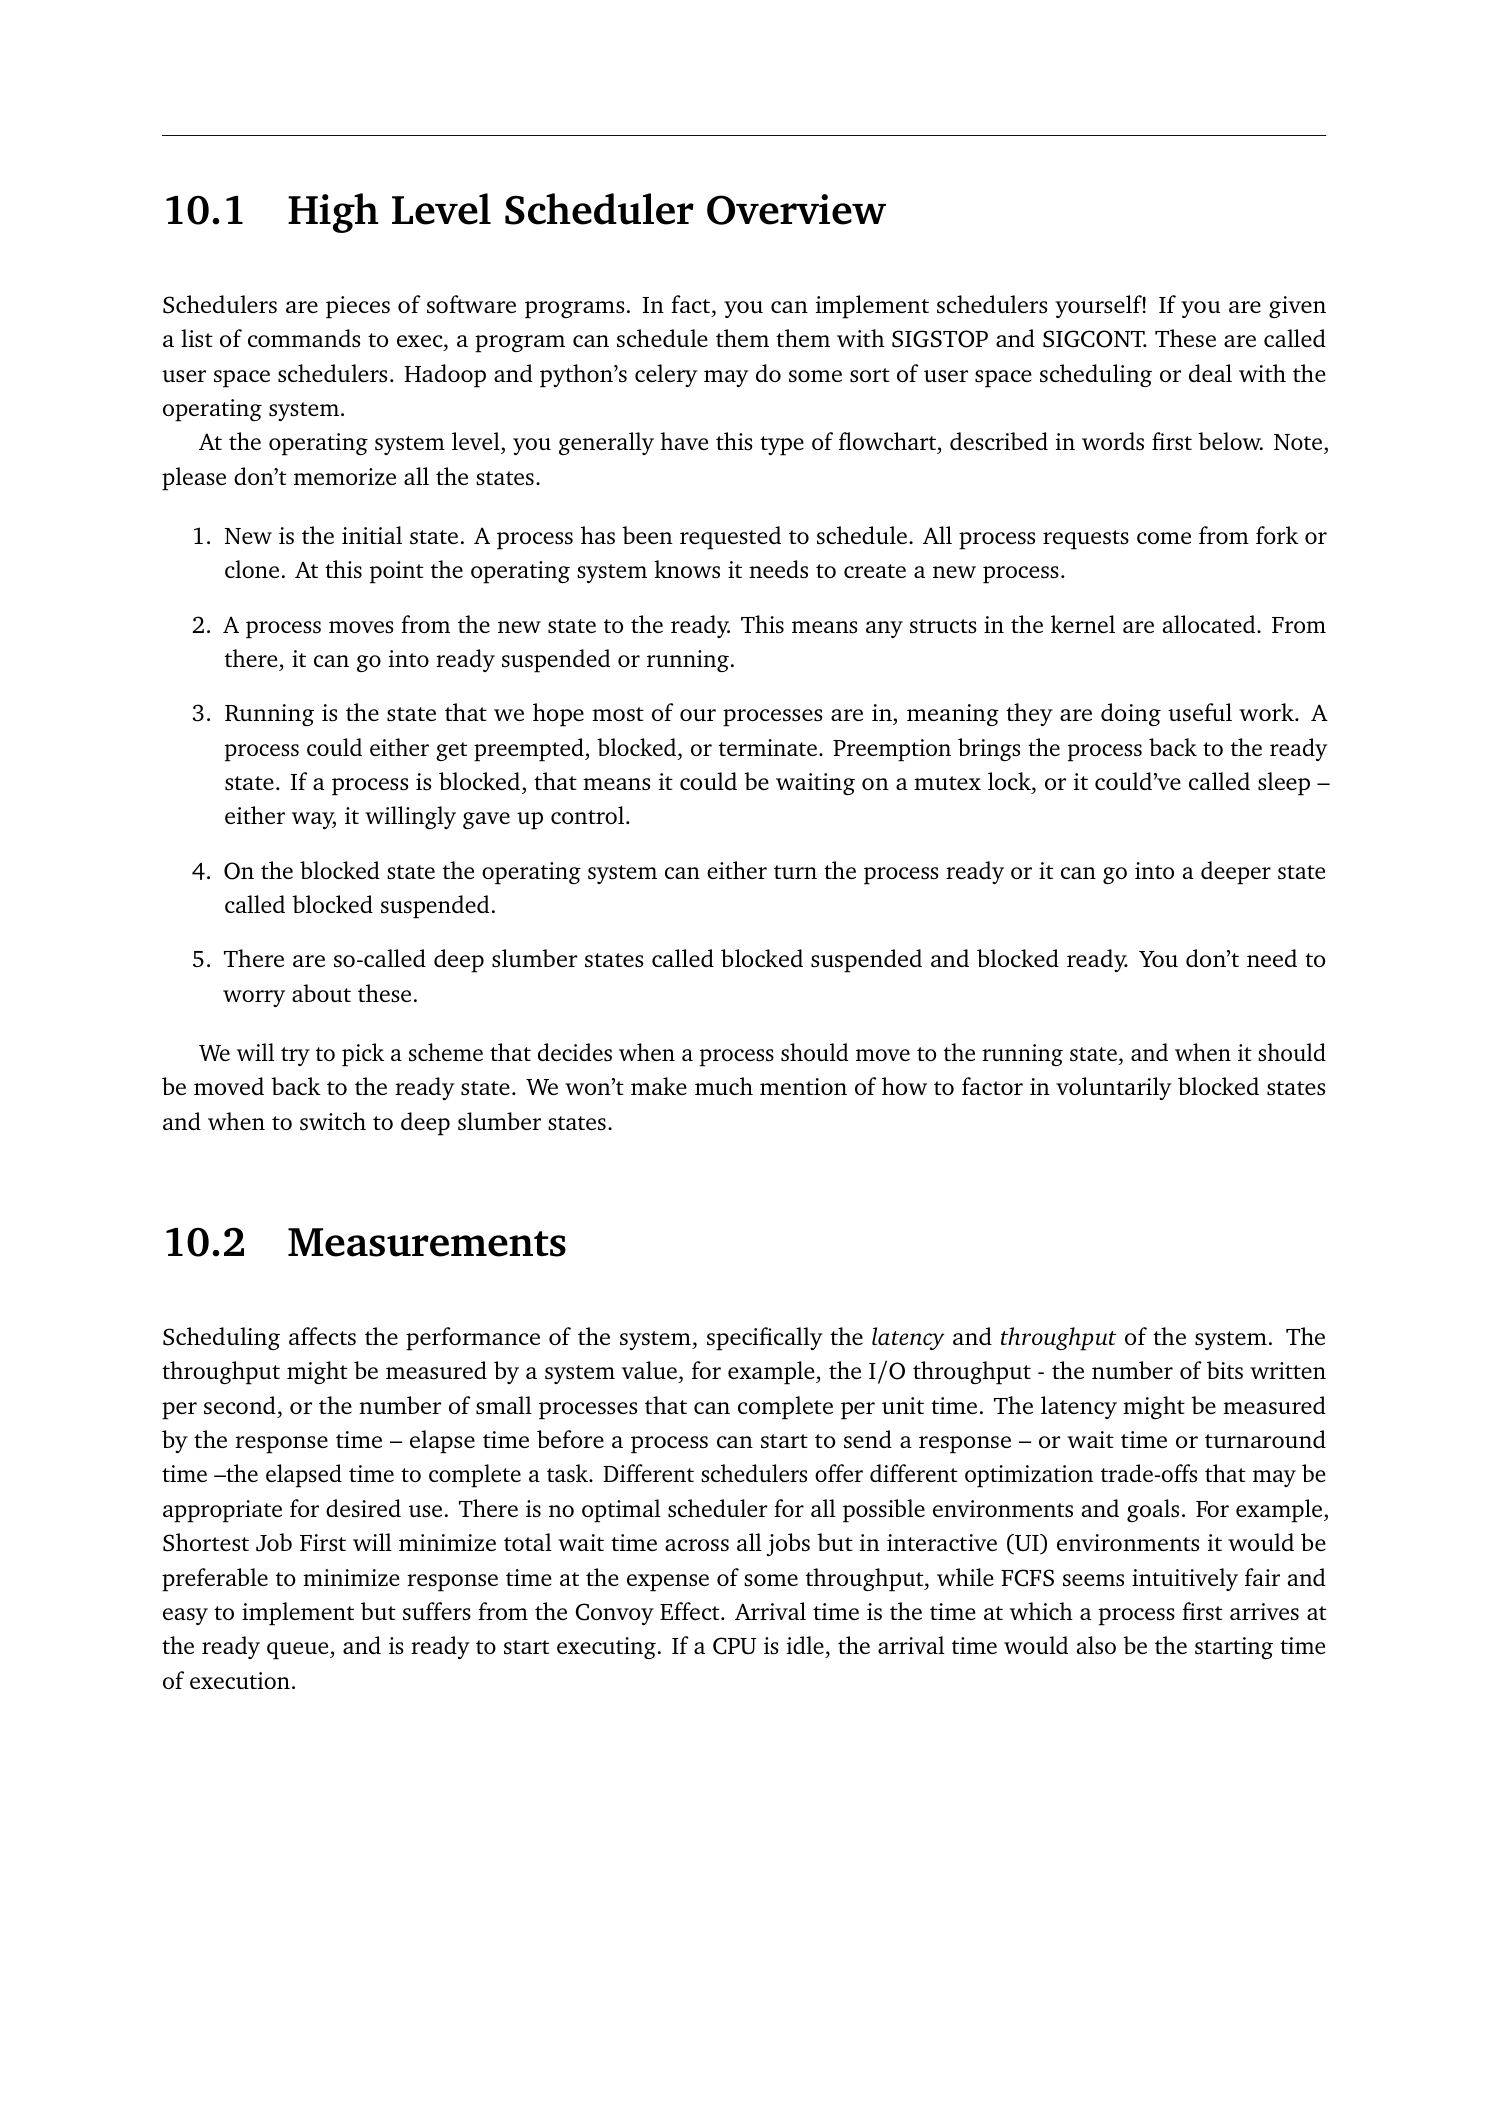 10.1 High Level Scheduler Overview
Schedulers are pieces of software programs. In fact, you can implement schedulers yourself! If you are given
a list of commands to exec, a program can schedule them them with SIGSTOP and SIGCONT. These are called
user space schedulers. Hadoop and python's celery may do some sort of user space scheduling or deal with the
operating system.
At the operating system level, you generally have this type of flowchart, described in words first below. Note,
please don't memorize all the states.
1. New is the initial state. A process has been requested to schedule. All process requests come from fork or
clone. At this point the operating system knows it needs to create a new process.
2. A process moves from the new state to the ready. This means any structs in the kernel are allocated. From
there, it can go into ready suspended or running.
3. Running is the state that we hope most of our processes are in, meaning they are doing useful work. A
process could either get preempted, blocked, or terminate. Preemption brings the process back to the ready
state. If a process is blocked, that means it could be waiting on a mutex lock, or it could've called sleep –
either way, it willingly gave up control.
4. On the blocked state the operating system can either turn the process ready or it can go into a deeper state
called blocked suspended.
5. There are so-called deep slumber states called blocked suspended and blocked ready. You don't need to
worry about these.
We will try to pick a scheme that decides when a process should move to the running state, and when it should
be moved back to the ready state. We won't make much mention of how to factor in voluntarily blocked states
and when to switch to deep slumber states.
10.2 Measurements
Scheduling affects the performance of the system, specifically the latency and throughput of the system. The
throughput might be measured by a system value, for example, the I/O throughput - the number of bits written
per second, or the number of small processes that can complete per unit time. The latency might be measured
by the response time – elapse time before a process can start to send a response – or wait time or turnaround
time –the elapsed time to complete a task. Different schedulers offer different optimization trade-offs that may be
appropriate for desired use. There is no optimal scheduler for all possible environments and goals. For example,
Shortest Job First will minimize total wait time across all jobs but in interactive (UI) environments it would be
preferable to minimize response time at the expense of some throughput, while FCFS seems intuitively fair and
easy to implement but suffers from the Convoy Effect. Arrival time is the time at which a process first arrives at
the ready queue, and is ready to start executing. If a CPU is idle, the arrival time would also be the starting time
of execution.